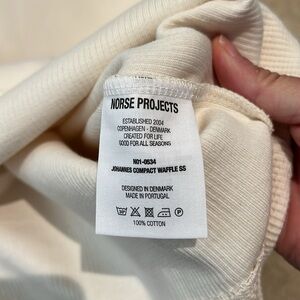 NORSE PROJECTS
ESTABLISHED 2004
COPENHAGEN - DENMARK
CREATED FOR LIFE
GOOD FOR ALL SEASONS
N01-0534
JOHANNES COMPACT WAFFLE SS
DESIGNED IN DENMARK
MADE IN PORTUGAL
100% COTTON